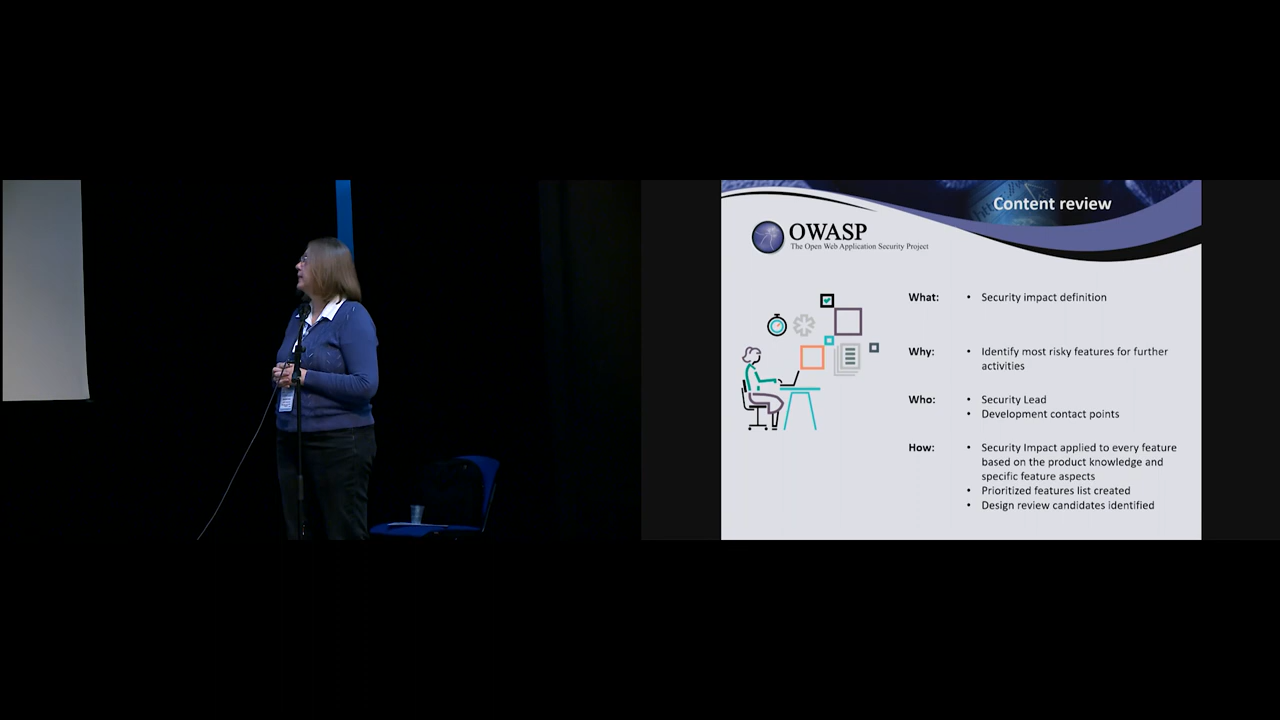 Content review
OWASP
The Open Web Application Security Project
What:
• Security impact definition
Why:
• Identify most risky features for further
activities
Who:
• Security Lead
• Development contact points
How:
• Security Impact applied to every feature
based on the product knowledge and
specific feature aspects
• Prioritized features list created
• Design review candidates identified